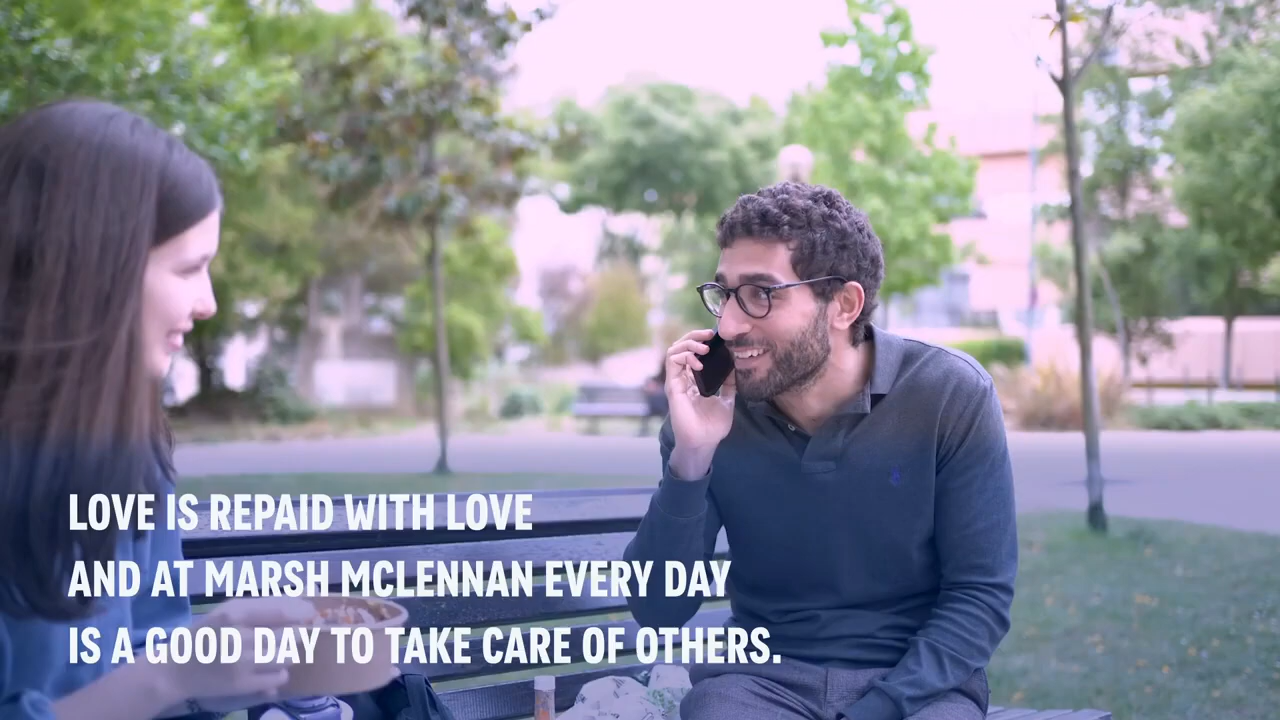 LOVE IS REPAID WITH LOVE
AND AT MARSH MCLENNAN EVERY DAY
IS A GOOD DAY TO TAKE CARE OF OTHERS.